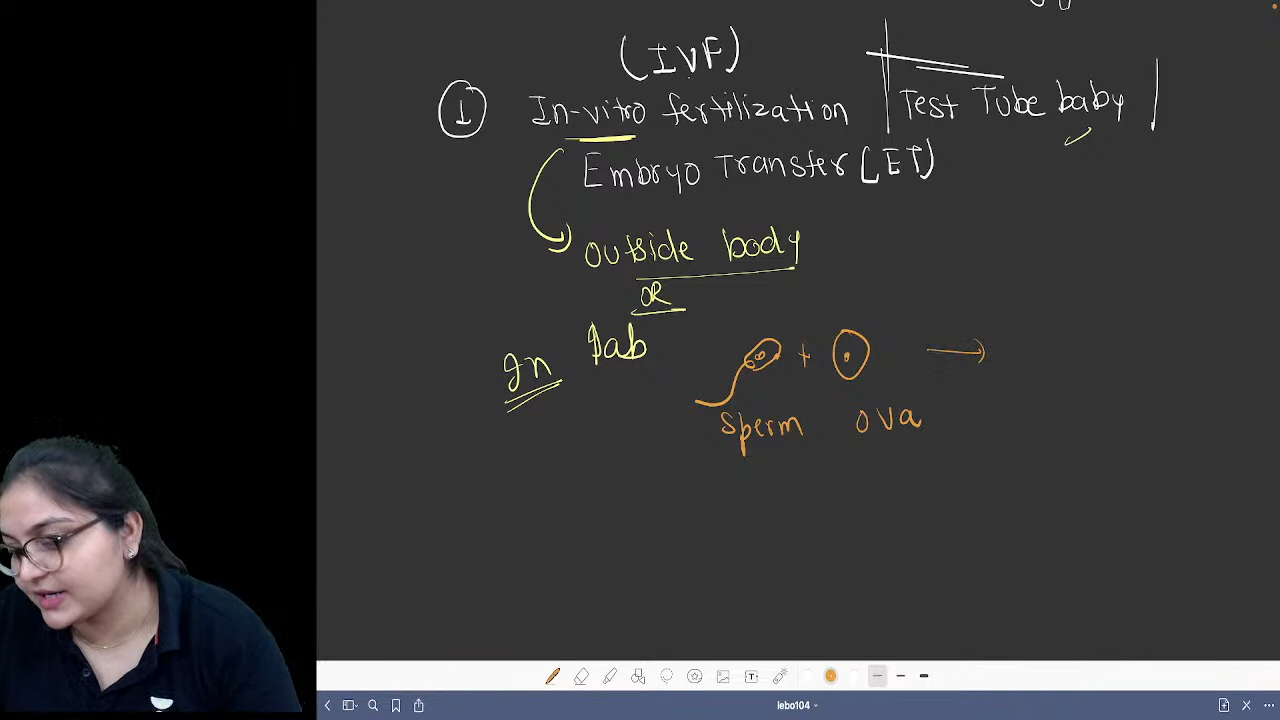 (IVF)
1 In-vitro fertilization | Test Tube baby |
Embryo Transfer (ET)
outside body
OR
In lab
+
sperm ova
lebo104